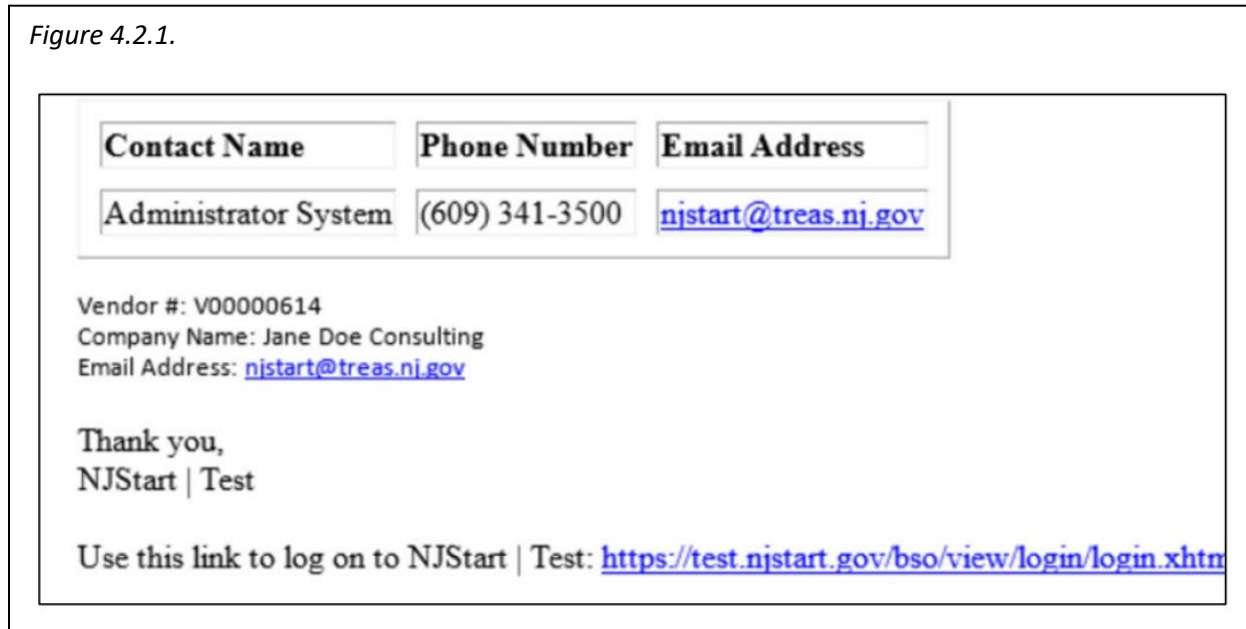 Figure 4.2.1.
Contact Name Phone Number Email Address
Administrator System (609) 341-3500 njstart@treas.nj.gov
Vendor #: V00000614
Company Name: Jane Doe Consulting
Email Address: njstart@treas.nj.gov
Thank you,
NJStart | Test
Use this link to log on to NJStart | Test: https://test.njstart.gov/bso/view/login/login.xhtm